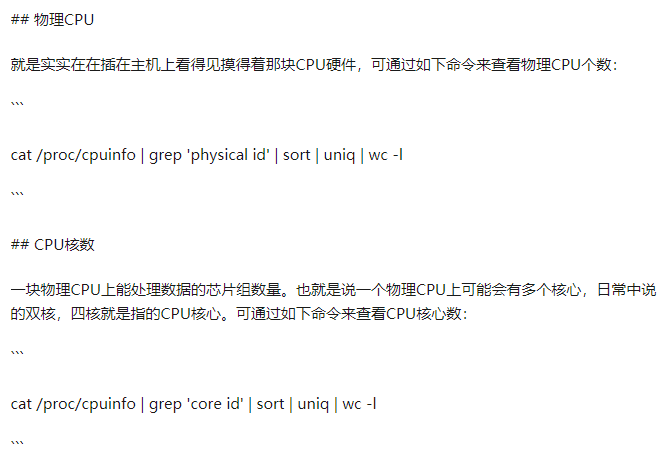 ## 物理CPU
就是实实在在插在主机上看得见摸得着那块CPU硬件，可通过如下命令来查看物理CPU个数：
```
cat /proc/cpuinfo | grep 'physical id' | sort | uniq | wc -l
```
## CPU核数
一块物理CPU上能处理数据的芯片组数量。也就是说一个物理CPU上可能会有多个核心，日常中说
的双核，四核就是指的CPU核心。可通过如下命令来查看CPU核心数：
```
cat /proc/cpuinfo | grep 'core id' | sort | uniq | wc -l
```